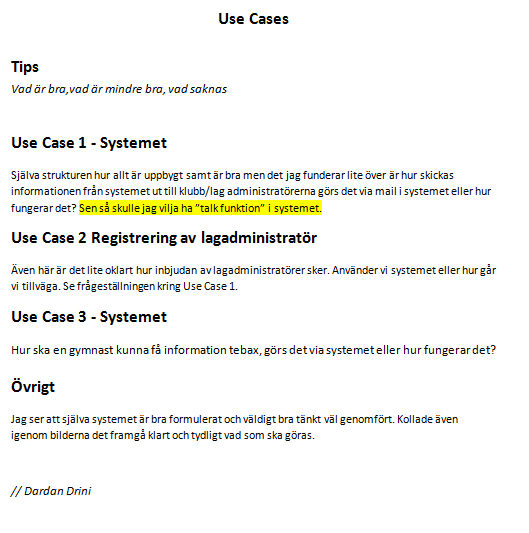 Use Cases
Tips
Vad är bra,vad är mindre bra, vad saknas
Use Case 1 - Systemet
Själva strukturen hur allt är uppbygt samt är bra men det jag funderar lite över är hur skickas
informationen från systemet ut till klubb/lag administratörerna görs det via mail i systemet eller hur
fungerar det? Sen så skulle jag vilja ha ”talk funktion” i systemet.
Use Case 2 Registrering av lagadministratör
Även här är det lite oklart hur inbjudan av lagadministratörer sker. Använder vi systemet eller hur går
vi tillväga. Se frågeställningen kring Use Case 1.
Use Case 3 - Systemet
Hur ska en gymnast kunna få information tebax, görs det via systemet eller hur fungerar det?
Övrigt
Jag ser att själva systemet är bra formulerat och väldigt bra tänkt väl genomfört. Kollade även
igenom bilderna det framgå klart och tydligt vad som ska göras.
// Dardan Drini